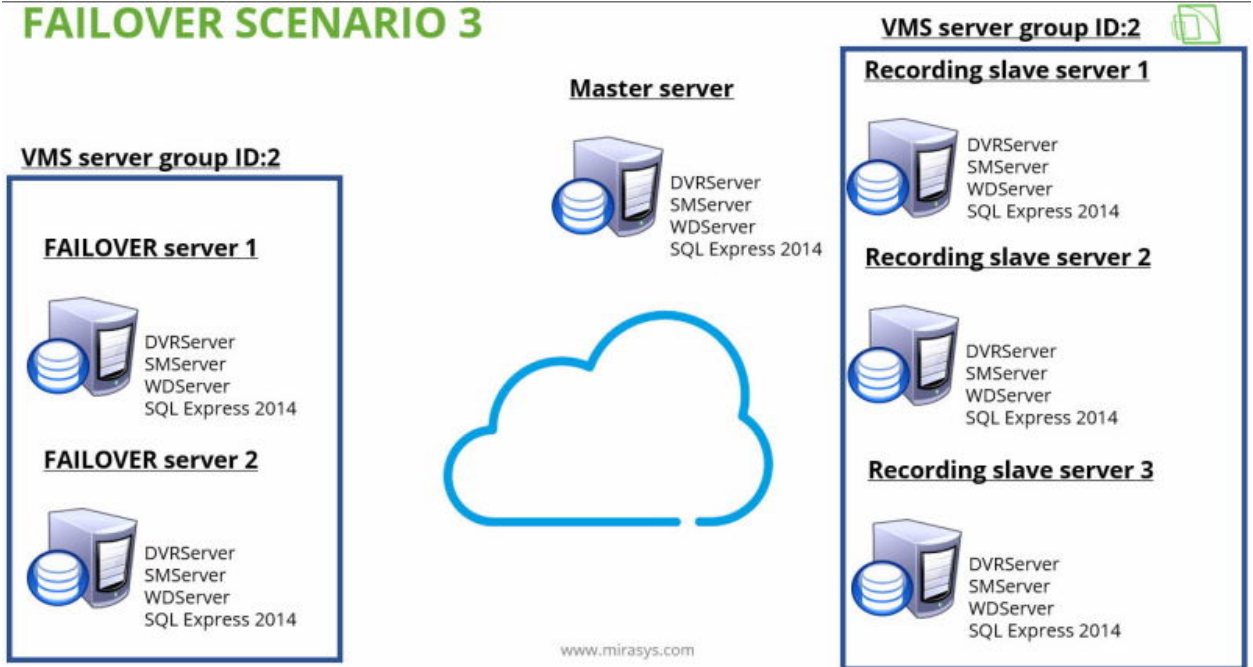 FAILOVER SCENARIO 3
VMS server group ID:2
FAILOVER server 1
DVRServer
SMServer
WDServer
SQL Express 2014
FAILOVER server 2
DVRServer
SMServer
WDServer
SQL Express 2014
Master server
DVRServer
SMServer
WDServer
SQL Express 2014
VMS server group ID:2
Recording slave server 1
DVRServer
SMServer
WDServer
SQL Express 2014
Recording slave server 2
DVRServer
SMServer
WDServer
SQL Express 2014
Recording slave server 3
DVRServer
SMServer
WDServer
SQL Express 2014
www.mirasys.com